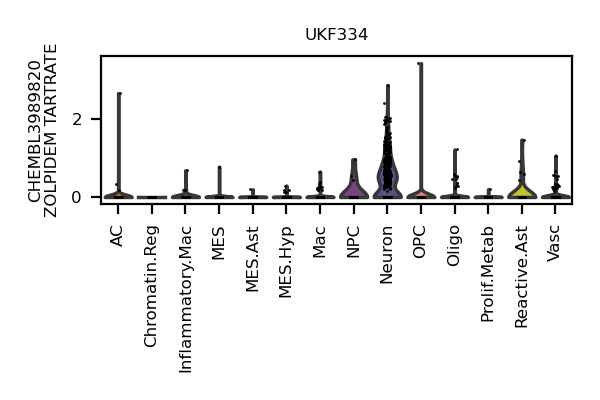 UKF334
CHEMBL3989820
ZOLPIDEM TARTRATE
2
0
AC
Chromatin.Reg
Inflammatory.Mac
MES
MES.Ast
MES.Hyp
Mac
NPC
Neuron
OPC
Oligo
Prolif.Metab
Reactive.Ast
Vasc